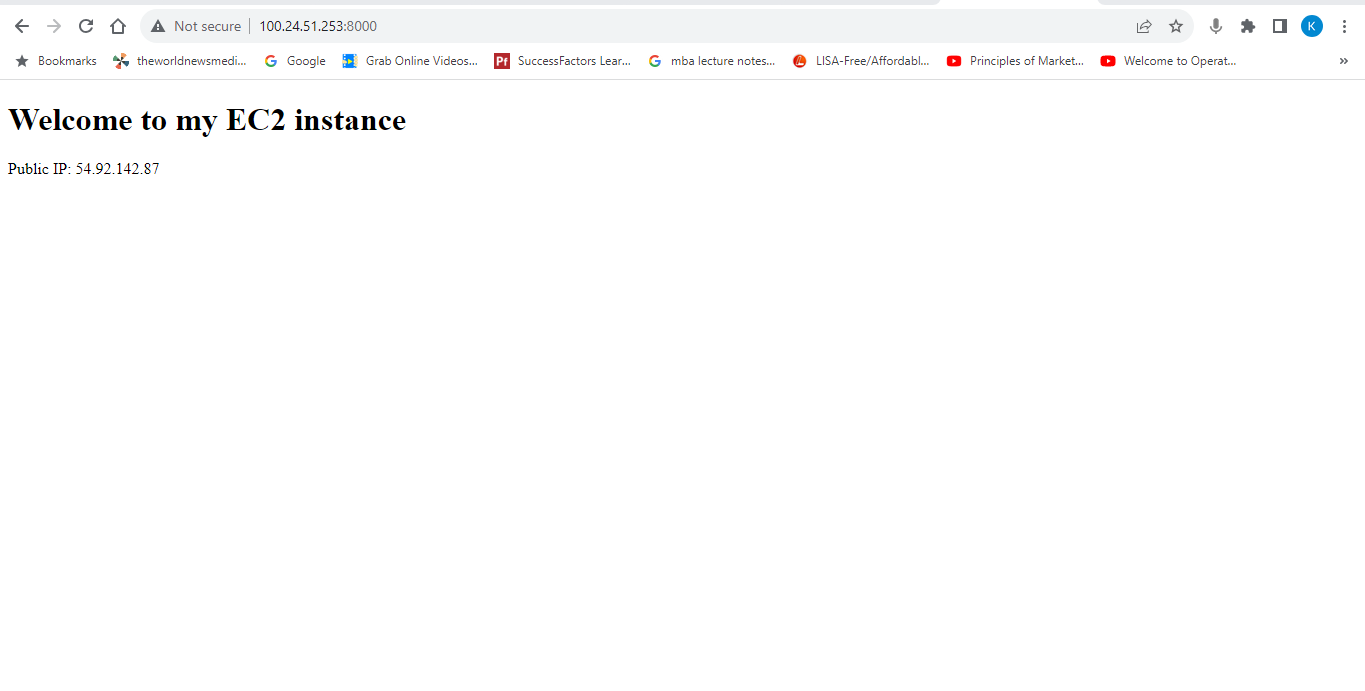 Not secure 100.24.51.253:8000 K
Bookmarks theworldnewsmedi... Google Grab Online Videos... Pf SuccessFactors Lear... mba lecture notes... LISA-Free/Affordabl... Principles of Market... Welcome to Operat... »
Welcome to my EC2 instance
Public IP: 54.92.142.87